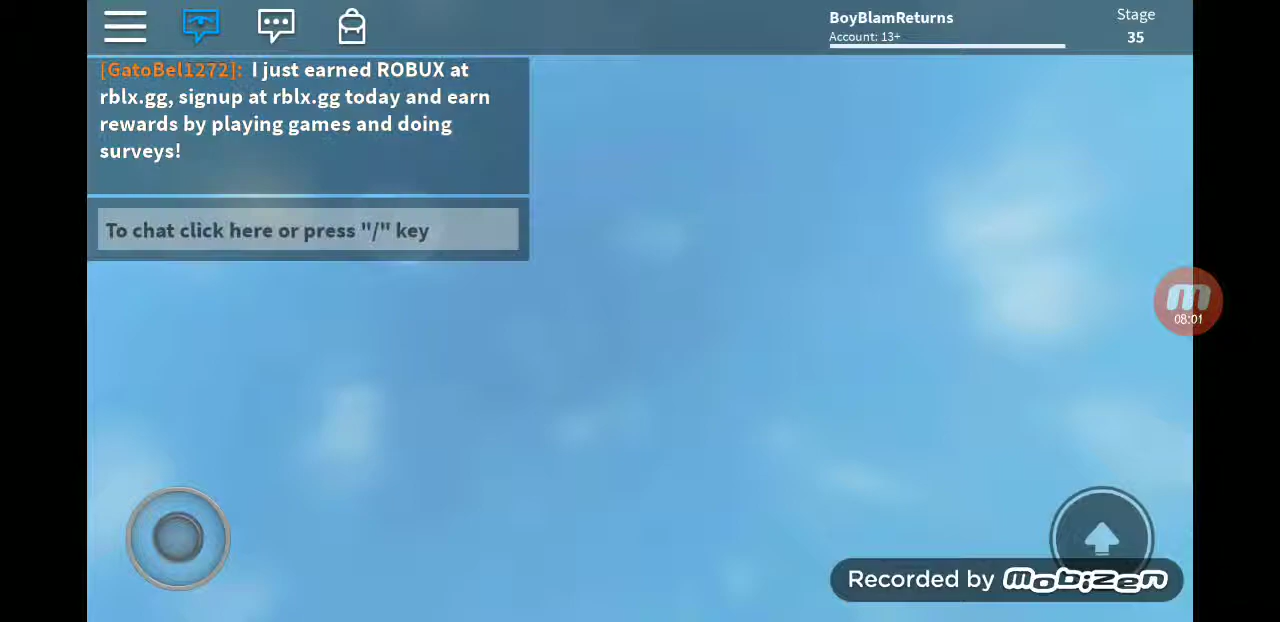 BoyBlamReturns
Account: 13+
Stage
35
[GatoBel1272]: I just earned ROBUX at
rblx.gg, signup at rblx.gg today and earn
rewards by playing games and doing
surveys!
To chat click here or press "/" key
08:01
Recorded by mobizen